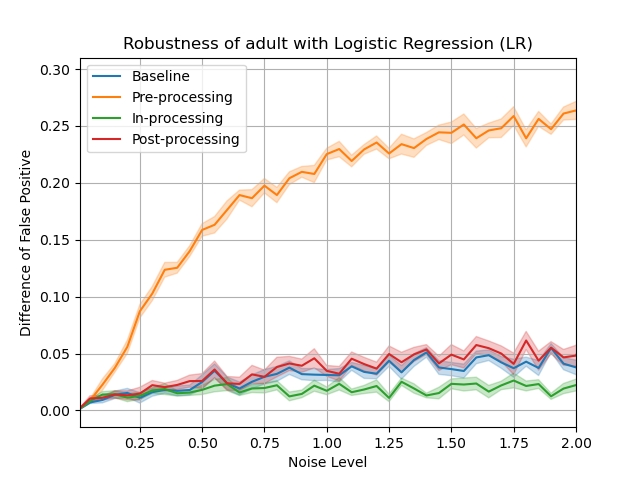 Robustness of adult with Logistic Regression (LR)
0.30
0.25
0.20
0.15
0.10
0.05
0.00
Difference of False Positive
Baseline
Pre-processing
In-processing
Post-processing
0.25 0.50 0.75 1.00 1.25 1.50 1.75 2.00
Noise Level